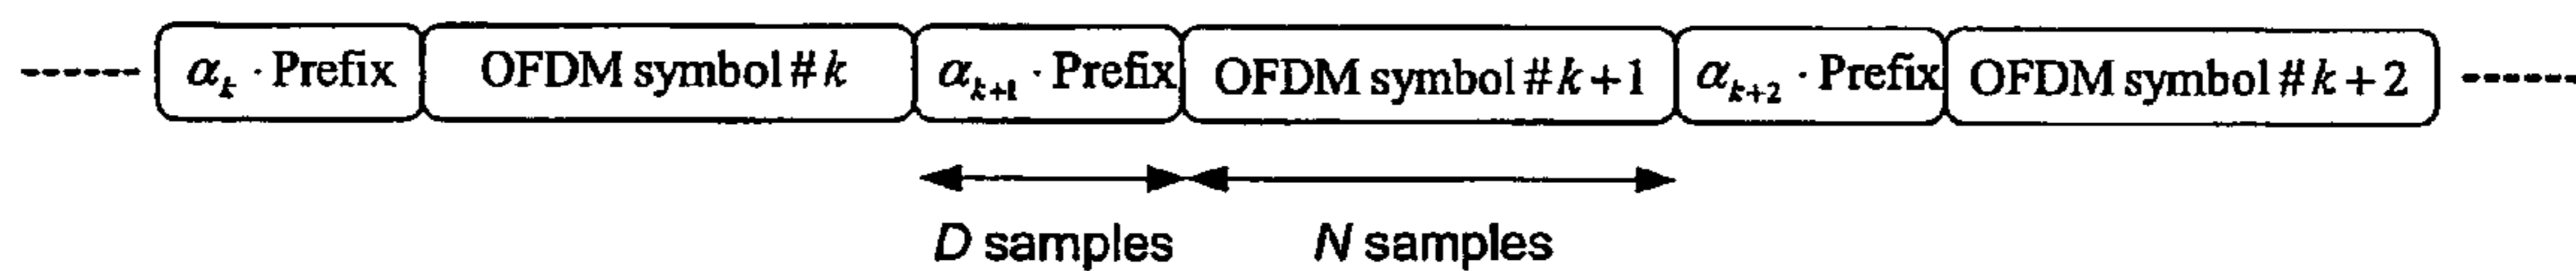 α_k · Prefix OFDM symbol # k α_{k+1} · Prefix OFDM symbol # k + 1 α_{k+2} · Prefix OFDM symbol # k + 2
D samples N samples